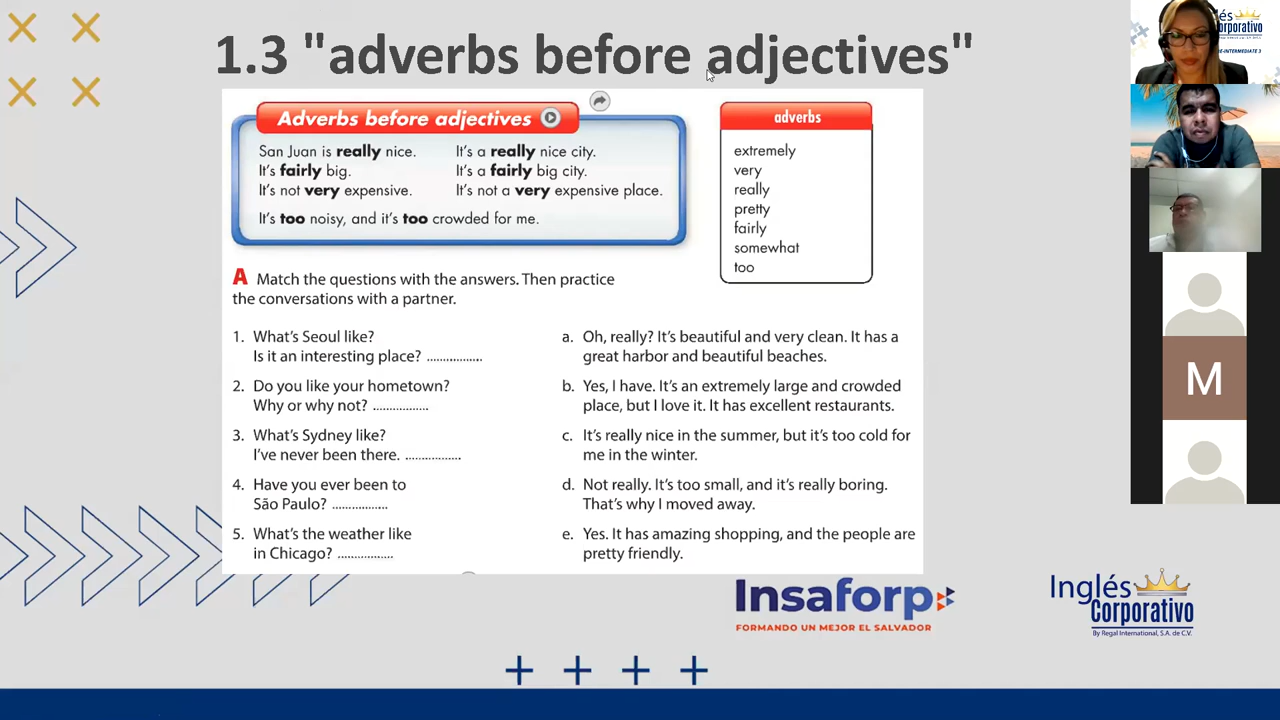 1.3 "adverbs before adjectives"
Adverbs before adjectives
San Juan is really nice.
It's a really nice city.
It's fairly big.
It's a fairly big city.
It's not very expensive.
It's not a very expensive place.
It's too noisy, and it's too crowded for me.
adverbs
extremely
very
really
pretty
fairly
somewhat
too
A Match the questions with the answers. Then practice
the conversations with a partner.
1. What's Seoul like?
Is it an interesting place? ................
2. Do you like your hometown?
Why or why not? ................
3. What's Sydney like?
I've never been there. ................
4. Have you ever been to
São Paulo? ................
5. What's the weather like
in Chicago? ................
a. Oh, really? It's beautiful and very clean. It has a
great harbor and beautiful beaches.
b. Yes, I have. It's an extremely large and crowded
place, but I love it. It has excellent restaurants.
c. It's really nice in the summer, but it's too cold for
me in the winter.
d. Not really. It's too small, and it's really boring.
That's why I moved away.
e. Yes. It has amazing shopping, and the people are
pretty friendly.
Insaforp
FORMANDO UN MEJOR EL SALVADOR
Inglés
Corporativo
By Regal International, S.A. de C.V.
Corporativo
M